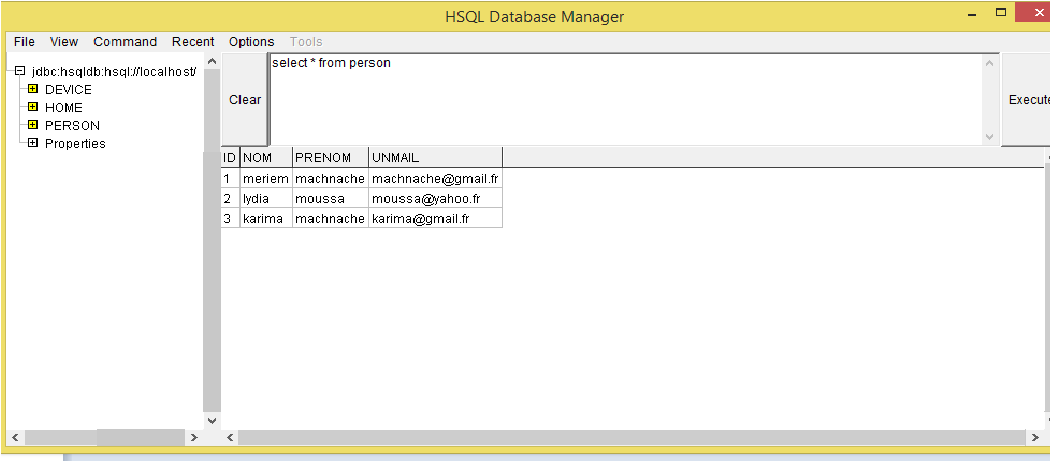 HSQL Database Manager
File View Command Recent Options Tools
jdbc:hsqldb:hsql://localhost/
DEVICE
HOME
PERSON
Properties
Clear
select * from person
Execute
ID NOM PRENOM UNMAIL
1 meriem machnache machnache@gmail.fr
2 lydia moussa moussa@yahoo.fr
3 karima machnache karima@gmail.fr